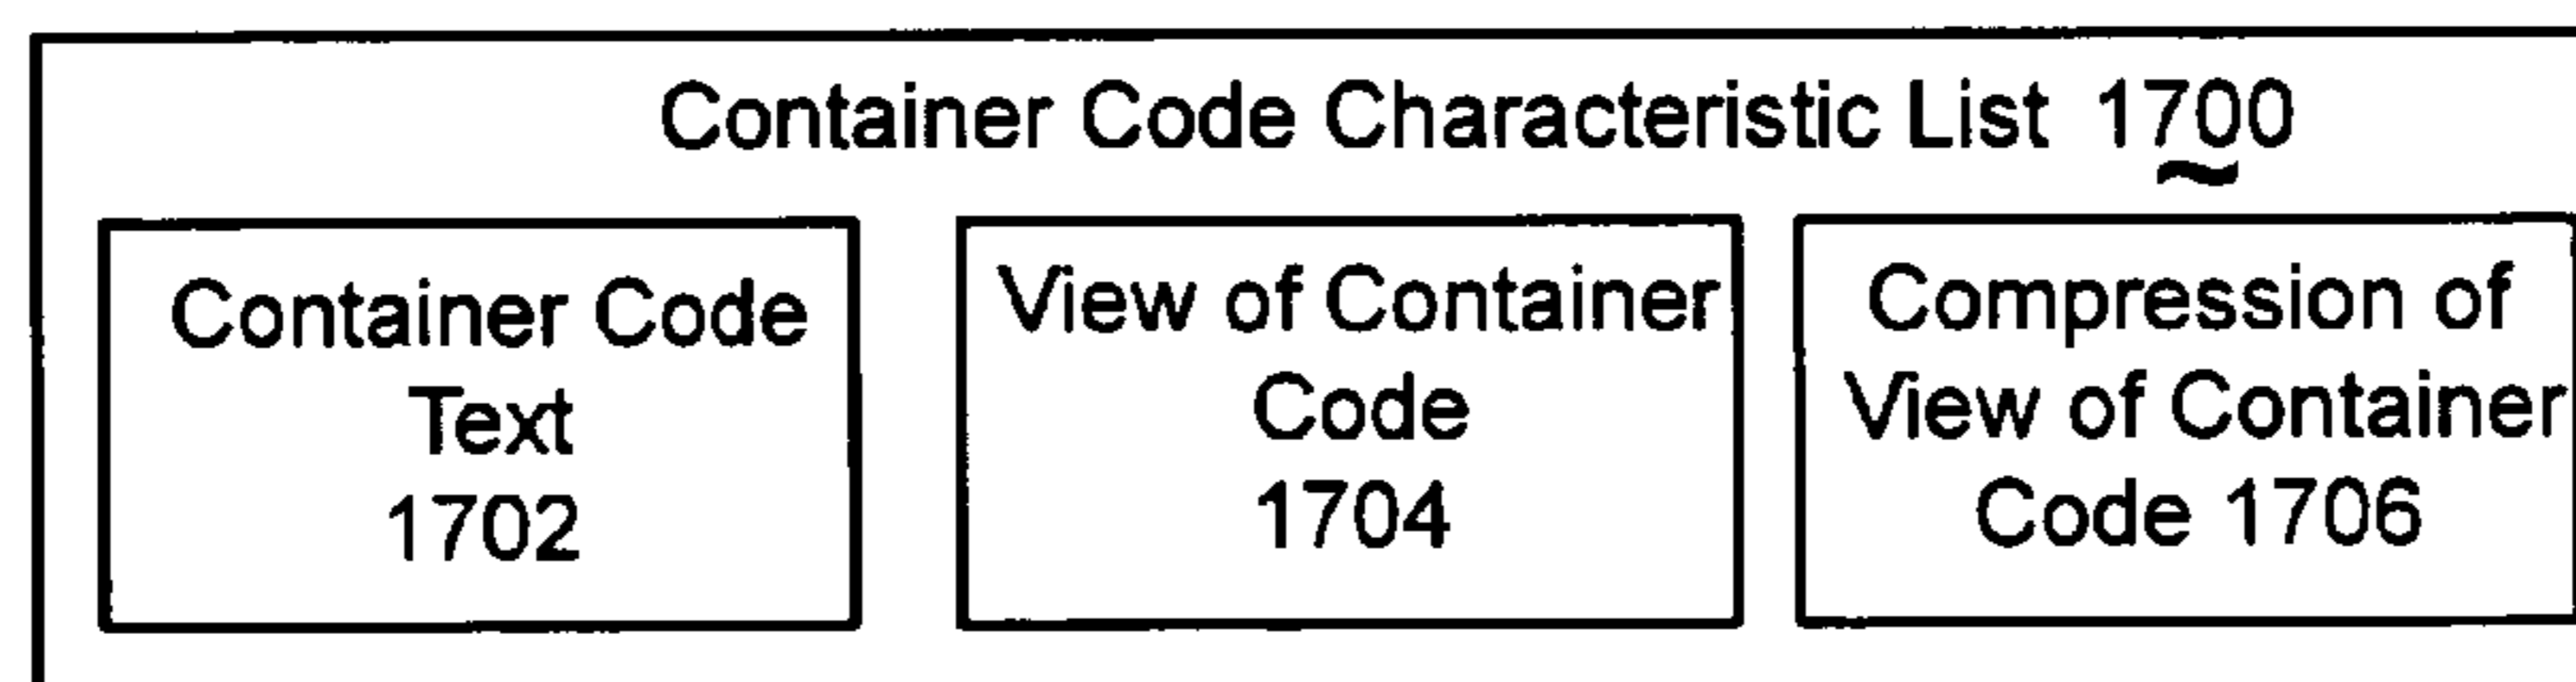 Container Code Characteristic List 1700
Container Code
Text
1702
View of Container
Code
1704
Compression of
View of Container
Code 1706